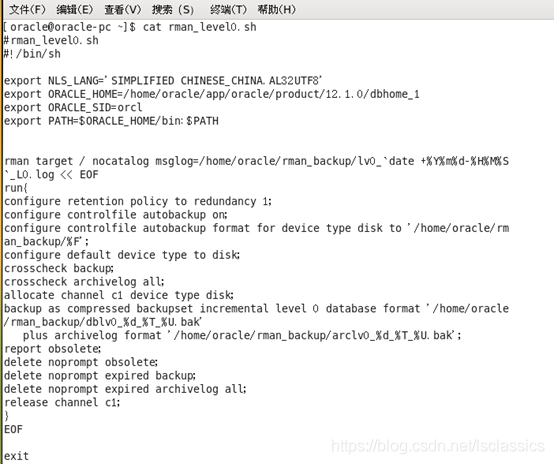 文件(F) 编辑(E) 查看(V) 搜索 (S) 终端(T) 帮助(H)
[oracle@oracle-pc ~]$ cat rman_level0.sh
#rman_level0.sh
#!/bin/sh
export NLS_LANG='SIMPLIFIED CHINESE_CHINA.AL32UTF8'
export ORACLE_HOME=/home/oracle/app/oracle/product/12.1.0/dbhome_1
export ORACLE_SID=orcl
export PATH=$ORACLE_HOME/bin:$PATH
rman target / nocatalog msglog=/home/oracle/rman_backup/lv0_`date +%Y%m%d-%H%M%S
`_L0.log << EOF
run{
configure retention policy to redundancy 1;
configure controlfile autobackup on;
configure controlfile autobackup format for device type disk to '/home/oracle/rm
an_backup/%F';
configure default device type to disk;
crosscheck backup;
crosscheck archivelog all;
allocate channel c1 device type disk;
backup as compressed backupset incremental level 0 database format '/home/oracle
/rman_backup/dblv0_%d_%T_%U.bak'
plus archivelog format '/home/oracle/rman_backup/arclv0_%d_%T_%U.bak';
report obsolete;
delete noprompt obsolete;
delete noprompt expired backup;
delete noprompt expired archivelog all;
release channel c1;
}
EOF
exit
https://blog.csdn.net/lsclassics